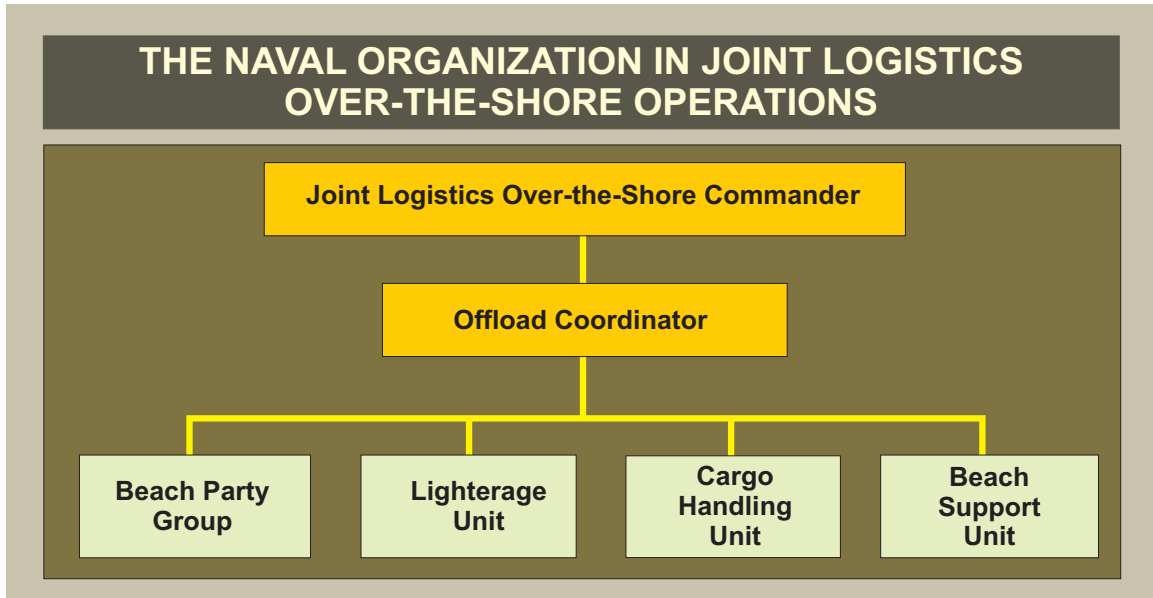 THE NAVAL ORGANIZATION IN JOINT LOGISTICS
OVER-THE-SHORE OPERATIONS
Joint Logistics Over-the-Shore Commander
Offload Coordinator
Beach Party
Group
Lighterage
Unit
Cargo
Handling
Unit
Beach
Support
Unit